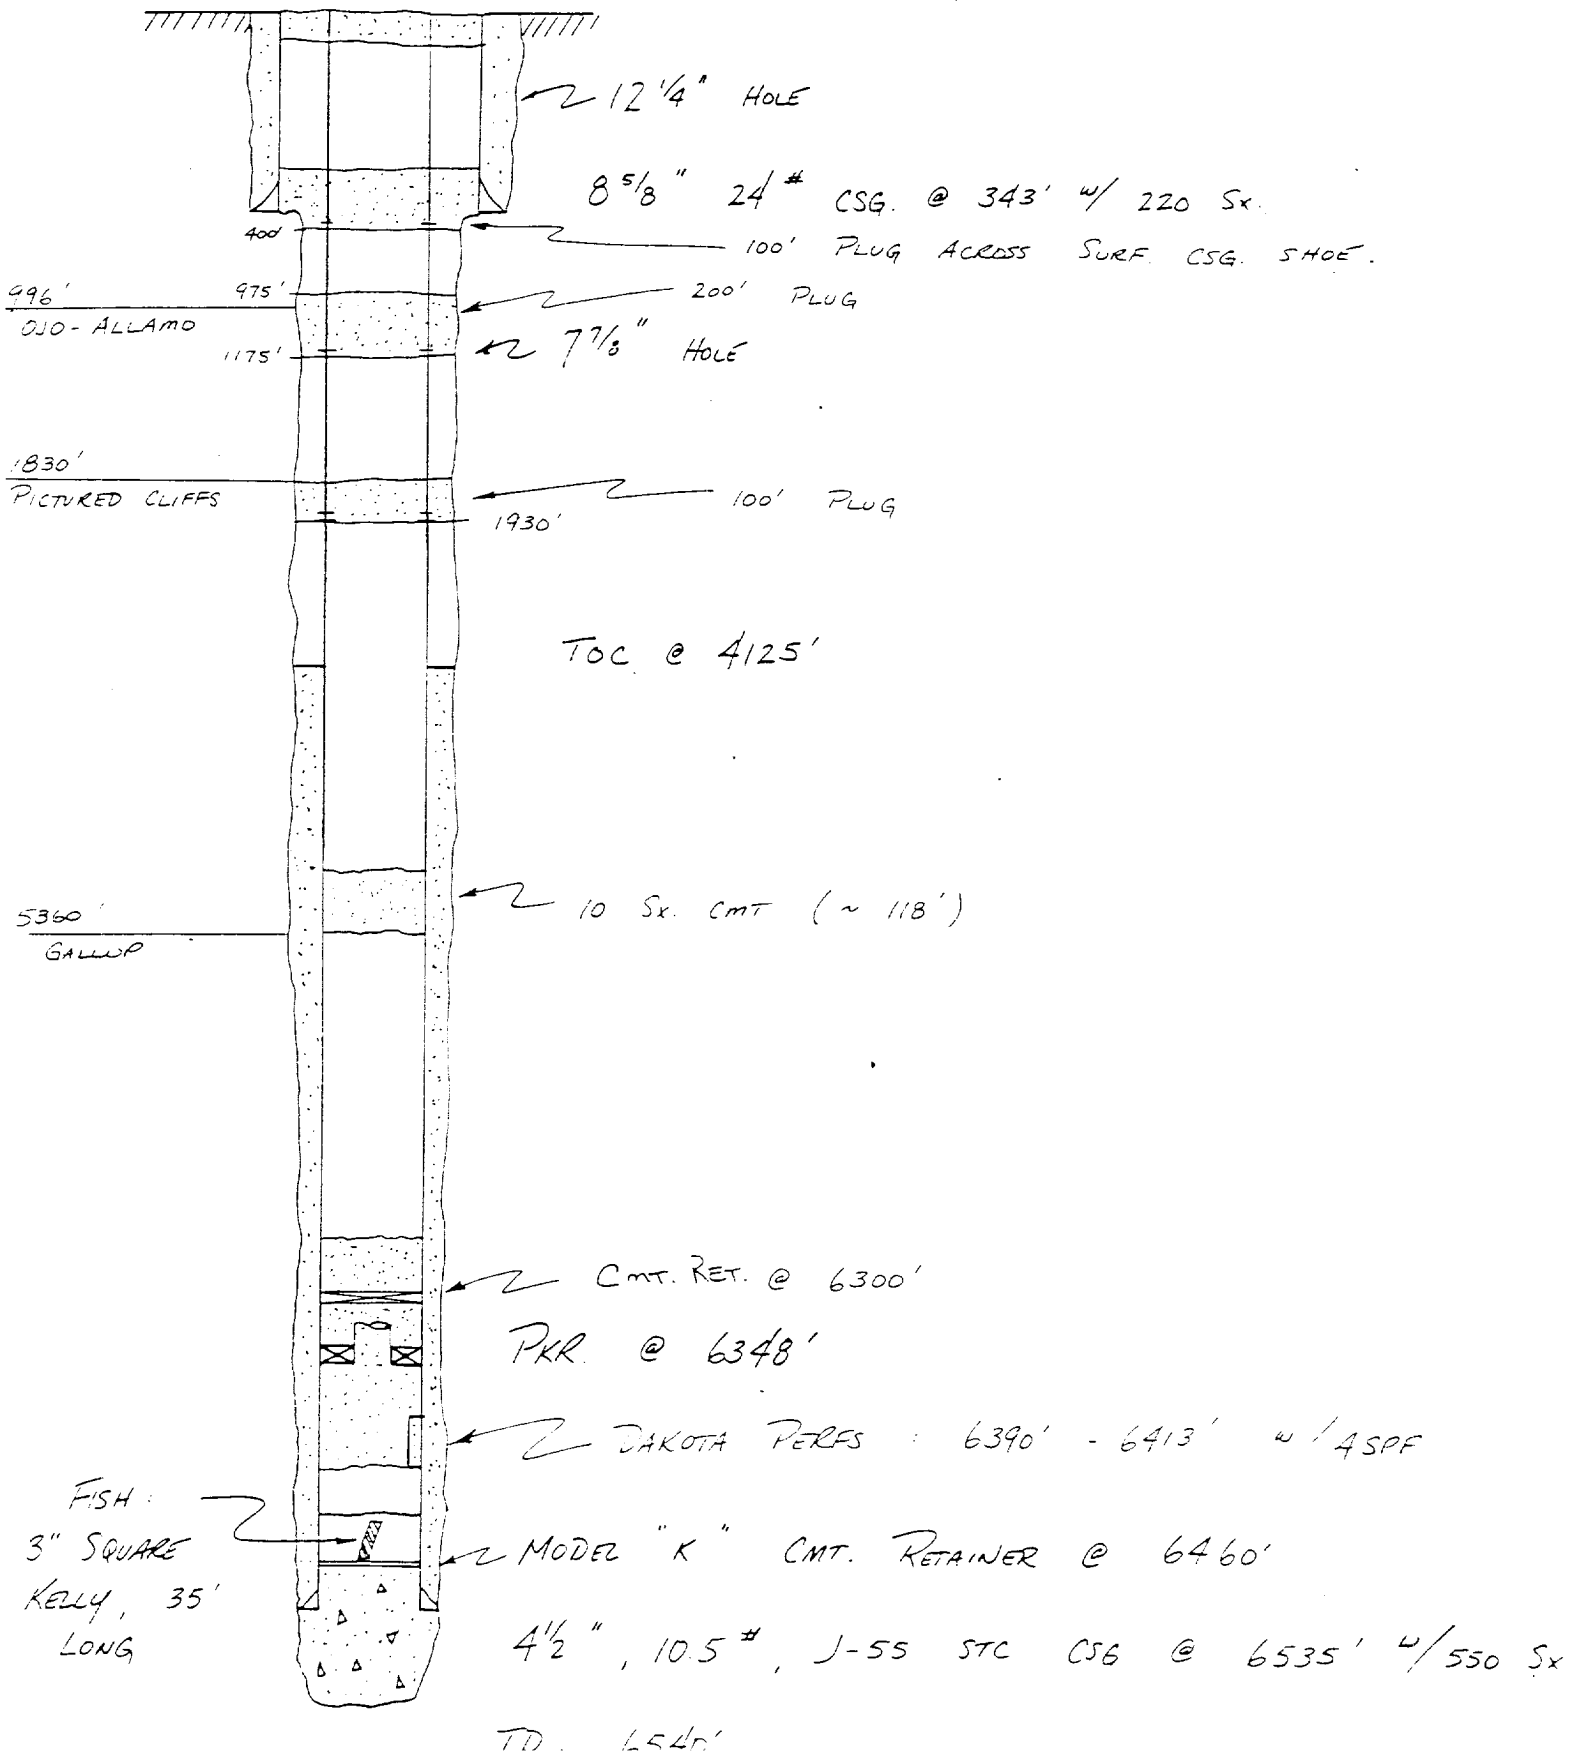 12 1/4" HOLE
8 5/8" 24# CSG. @ 343' w/ 220 Sx.
400'
100' PLUG ACROSS SURF. CSG. SHOE.
996'
975'
200' PLUG
OJO-ALLAMO
1175'
7 7/8" HOLE
1830'
PICTURED CLIFFS
100' PLUG
1930'
TOC @ 4125'
10 Sx. CMT (~ 118')
5360'
GALLUP
CMT. RET. @ 6300'
PKR. @ 6348'
DAKOTA PERFS : 6390' - 6413' w/ 4SPF
FISH :
3" SQUARE
KELLY, 35'
LONG
MODEL "K" CMT. RETAINER @ 6460'
4 1/2", 10.5#, J-55 STC CSG @ 6535' w/ 550 Sx
TD. 6540'